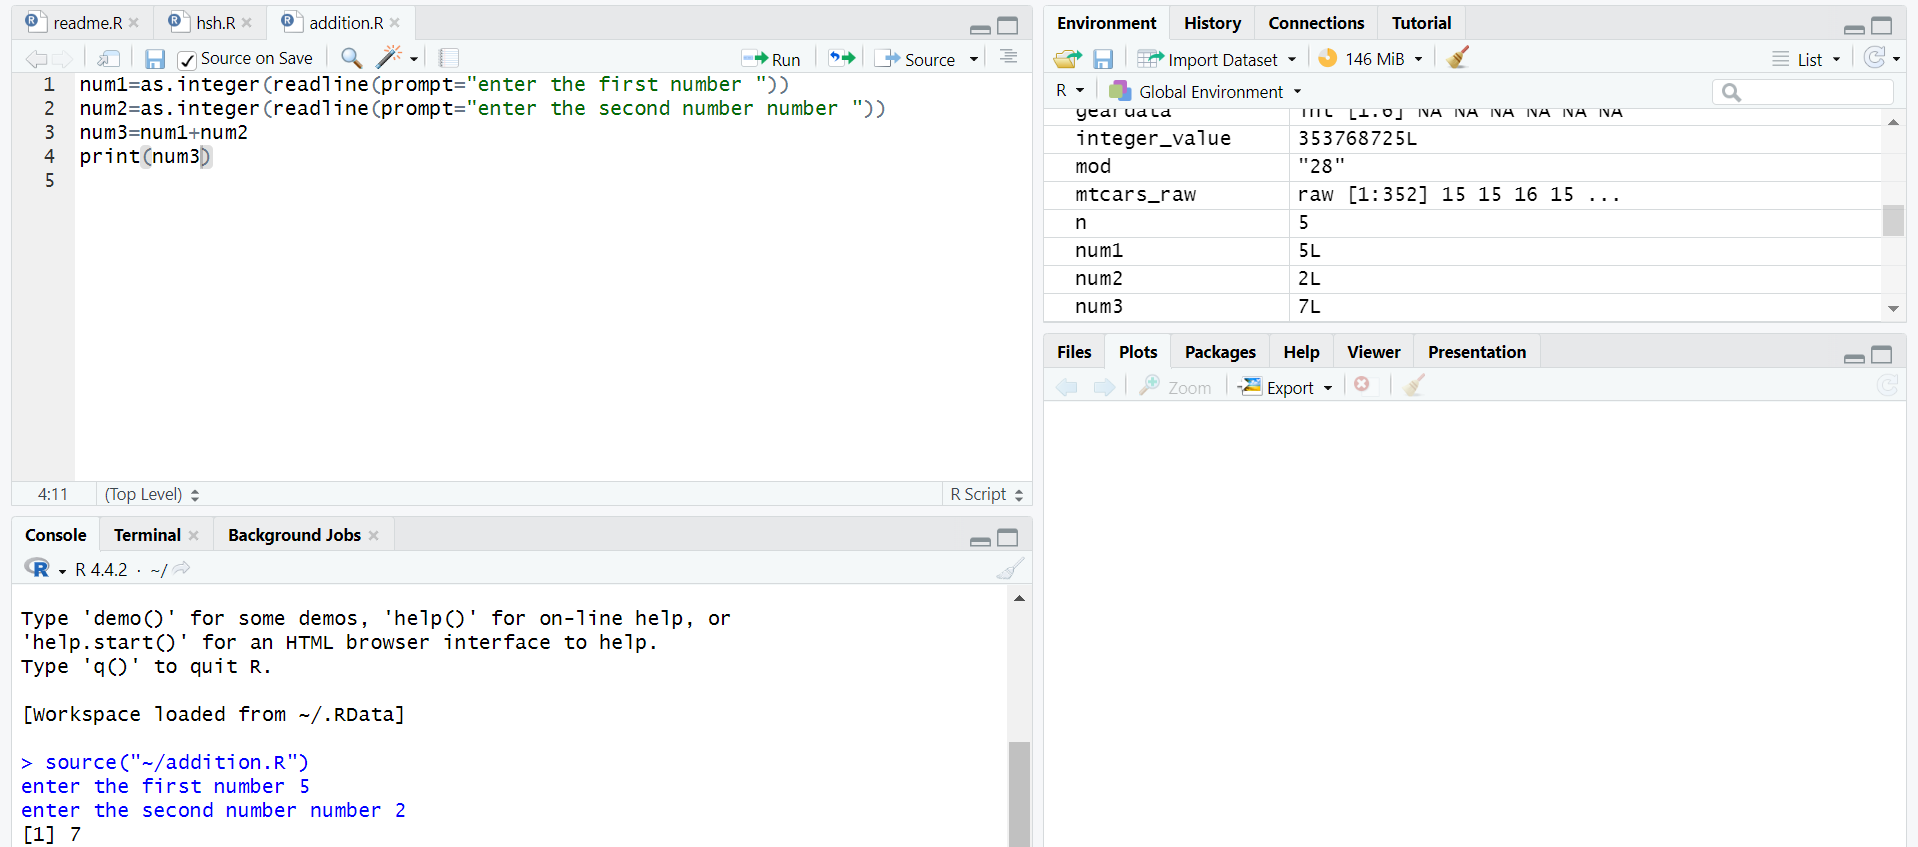 readme.R
hsh.R
addition.R
Source on Save
Run
Source
1 num1=as.integer(readline(prompt="enter the first number "))
2 num2=as.integer(readline(prompt="enter the second number number "))
3 num3=num1+num2
4 print(num3)
5
4:11 (Top Level) R Script
Console Terminal Background Jobs
R 4.4.2 · ~/
Type 'demo()' for some demos, 'help()' for on-line help, or
'help.start()' for an HTML browser interface to help.
Type 'q()' to quit R.
[Workspace loaded from ~/.RData]
> source("~/addition.R")
enter the first number 5
enter the second number number 2
[1] 7
Environment History Connections Tutorial
Import Dataset 146 MiB List
R Global Environment
geardata int [1:6] NA NA NA NA NA NA
integer_value 353768725L
mod "28"
mtcars_raw raw [1:352] 15 15 16 15 ...
n 5
num1 5L
num2 2L
num3 7L
Files Plots Packages Help Viewer Presentation
Zoom Export